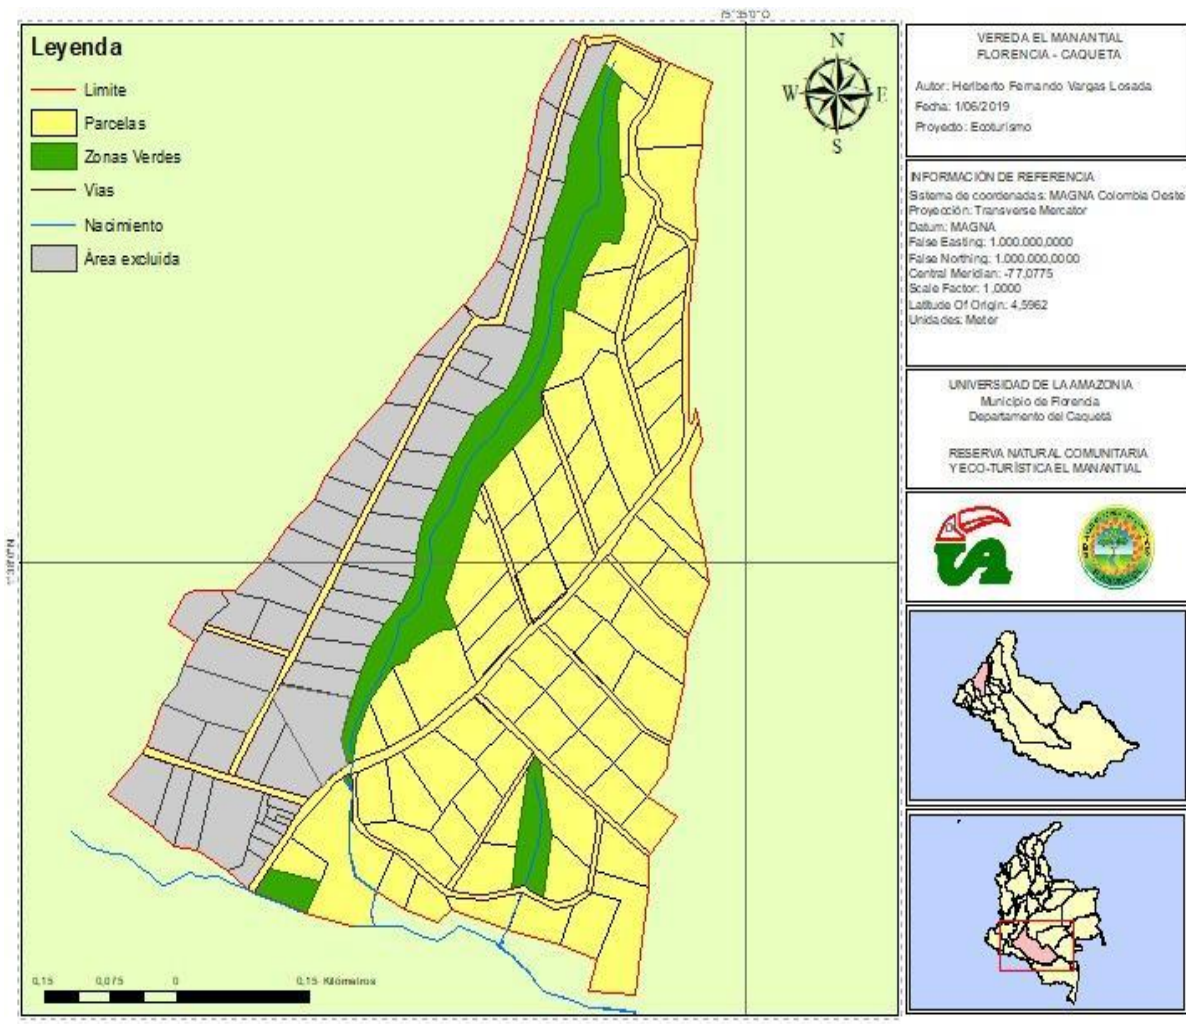 75°35'0"O
Leyenda
Limite
Parcelas
Zonas Verdes
Vias
Nacimiento
Área excluida
N
W
E
S
0,15 0,075 0 0,15 Kilómetros
VEREDA EL MANANTIAL
FLORENCIA - CAQUETA
Autor: Heriberto Fernando Vargas Losada
Fecha: 1/06/2019
Proyecto: Ecoturismo
INFORMACIÓN DE REFERENCIA
Sistema de coordenadas: MAGNA Colombia Oeste
Proyección: Transverse Mercator
Datum: MAGNA
False Easting: 1.000.000,0000
False Northing: 1.000.000,0000
Central Meridian: -77,0775
Scale Factor: 1,0000
Latitude Of Origin: 4,5962
Unidades: Meter
UNIVERSIDAD DE LA AMAZONIA
Municipio de Florencia
Departamento del Caquetá
RESERVA NATURAL COMUNITARIA
Y ECO-TURÍSTICA EL MANANTIAL